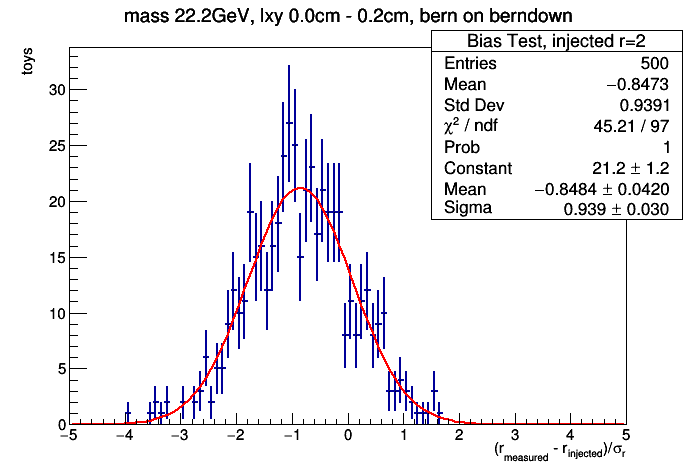 mass 22.2GeV, lxy 0.0cm - 0.2cm, bern on berndown
Bias Test, injected r=2
Entries 500
Mean −0.8473
Std Dev 0.9391
χ² / ndf 45.21 / 97
Prob 1
Constant 21.2 ± 1.2
Mean −0.8484 ± 0.0420
Sigma 0.939 ± 0.030
toys
30
25
20
15
10
5
0
−5 −4 −3 −2 −1 0 1 2 3 4 5
(r_measured - r_injected)/σ_r